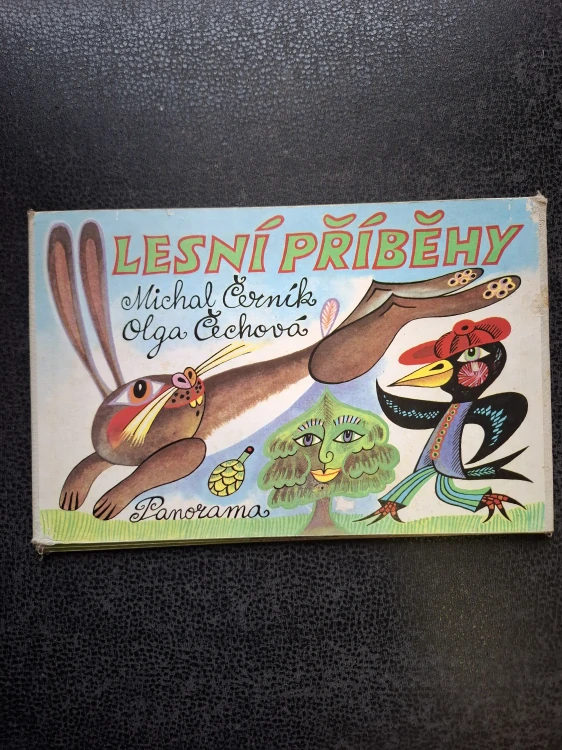 LESNÍ PŘÍBĚHY
Michal Černík
Olga Čechová
Panorama